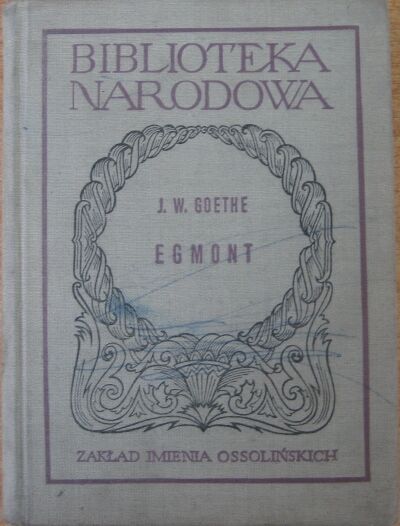 BIBLIOTEKA
NARODOWA
J. W. GOETHE
EGMONT
ZAKŁAD IMIENIA OSSOLIŃSKICH